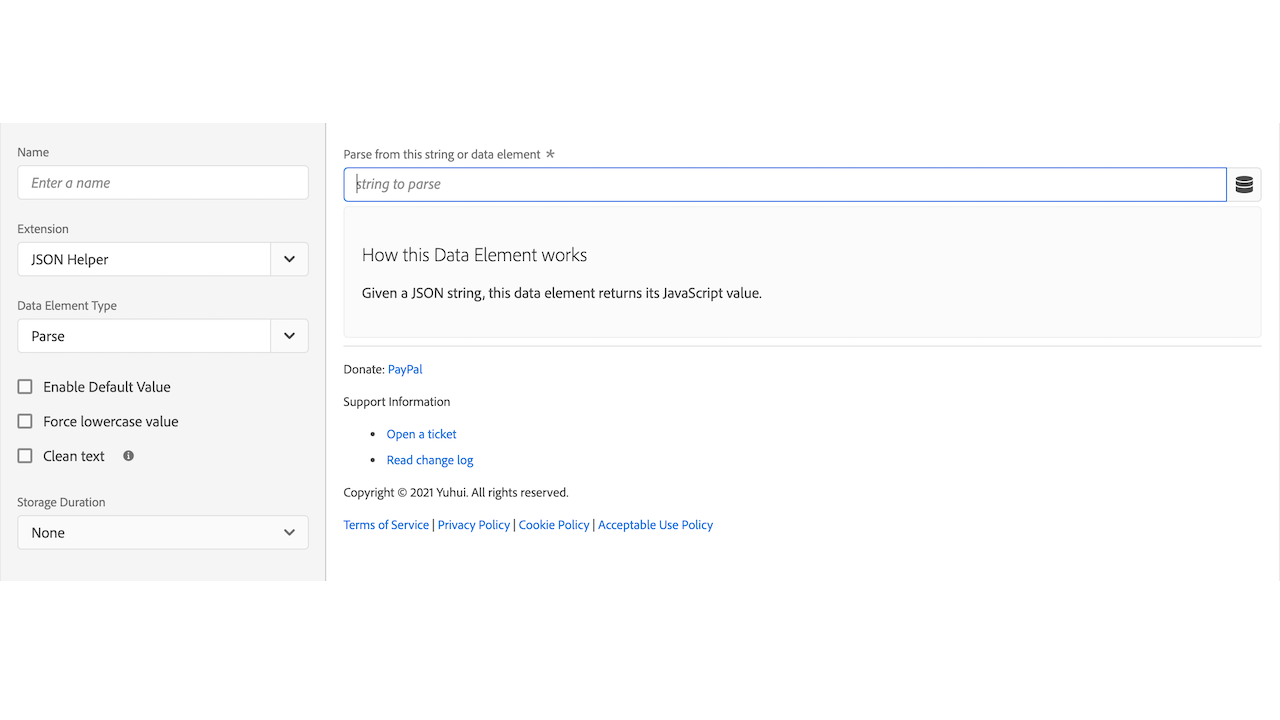 Name
Enter a name
Extension
JSON Helper
Data Element Type
Parse
Enable Default Value
Force lowercase value
Clean text
Storage Duration
None
Parse from this string or data element *
string to parse
How this Data Element works
Given a JSON string, this data element returns its JavaScript value.
Donate: PayPal
Support Information
• Open a ticket
• Read change log
Copyright © 2021 Yuhui. All rights reserved.
Terms of Service | Privacy Policy | Cookie Policy | Acceptable Use Policy